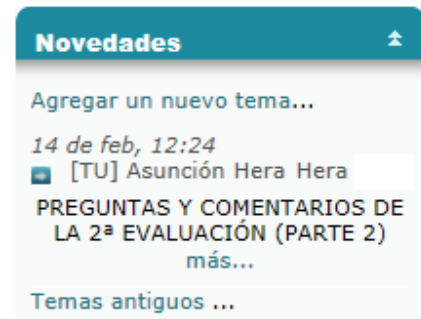 Novedades
Agregar un nuevo tema...
14 de feb, 12:24
[TU] Asunción Hera Hera
PREGUNTAS Y COMENTARIOS DE
LA 2ª EVALUACIÓN (PARTE 2)
más...
Temas antiguos ...